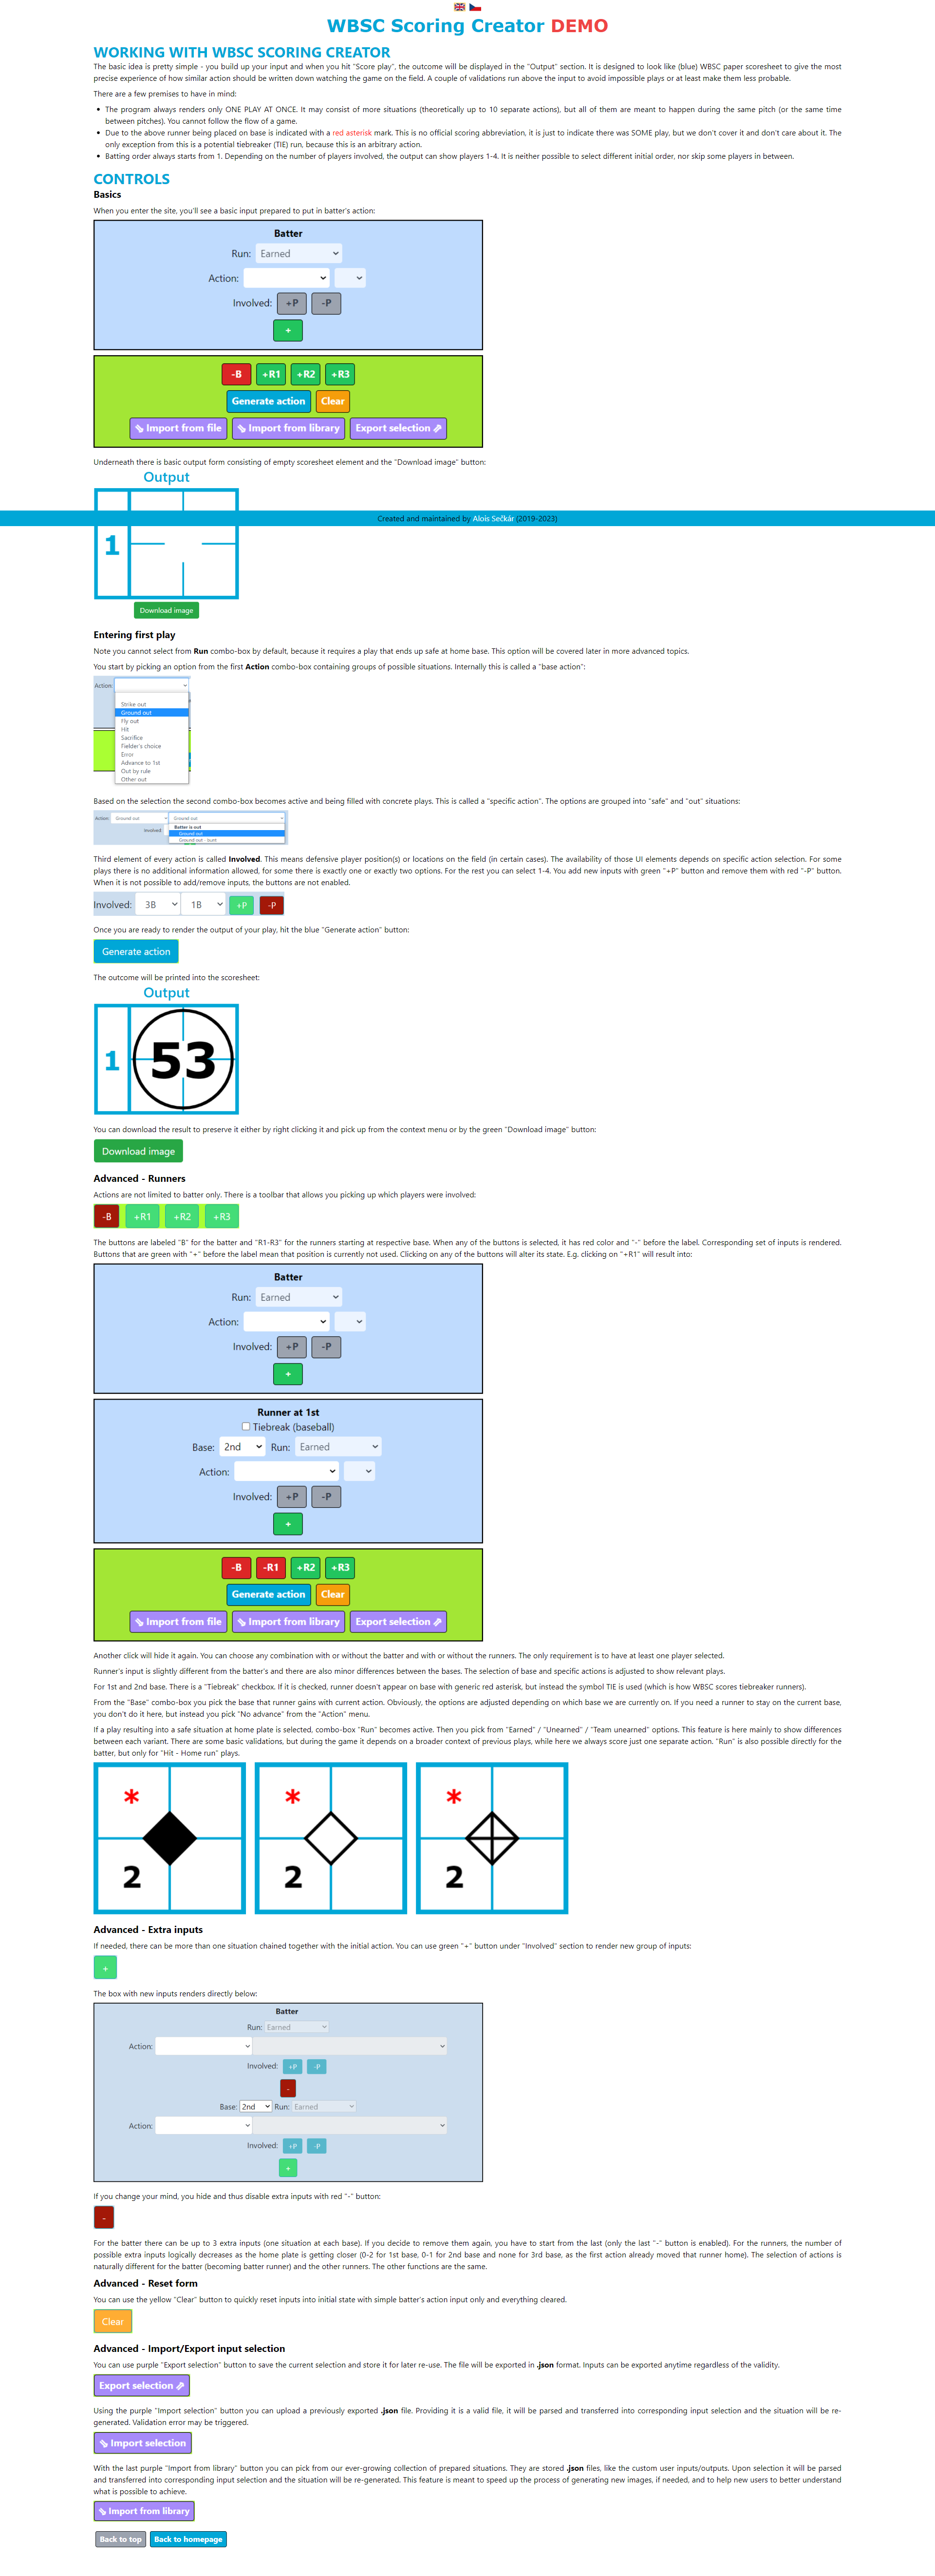 WBSC Scoring Creator DEMO
WORKING WITH WBSC SCORING CREATOR
The basic idea is pretty simple - you build up your input and when you hit "Score play", the outcome will be displayed in the "Output" section. It is designed to look like (blue) WBSC paper scoresheet to give the most
precise experience of how similar action should be written down watching the game on the field. A couple of validations run above the input to avoid impossible plays or at least make them less probable.
There are a few premises to have in mind:
• The program always renders only ONE PLAY AT ONCE. It may consist of more situations (theoretically up to 10 separate actions), but all of them are meant to happen during the same pitch (or the same time
between pitches). You cannot follow the flow of a game.
• Due to the above runner being placed on base is indicated with a red asterisk mark. This is no official scoring abbreviation, it is just to indicate there was SOME play, but we don't cover it and don't care about it. The
only exception from this is a potential tiebreaker (TIE) run, because this is an arbitrary action.
• Batting order always starts from 1. Depending on the number of players involved, the output can show players 1-4. It is neither possible to select different initial order, nor skip some players in between.
CONTROLS
Basics
When you enter the site, you'll see a basic input prepared to put in batter's action:
Batter
Run: Earned
Action:
Involved: +P -P
+
-B +R1 +R2 +R3
Generate action Clear
Import from file Import from library Export selection
Underneath there is basic output form consisting of empty scoresheet element and the "Download image" button:
Output
Created and maintained by Alois Sečkár (2019-2023)
1
Download image
Entering first play
Note you cannot select from Run combo-box by default, because it requires a play that ends up safe at home base. This option will be covered later in more advanced topics.
You start by picking an option from the first Action combo-box containing groups of possible situations. Internally this is called a "base action":
Action:
Strike out
Ground out
Fly out
Hit
Sacrifice
Fielder's choice
Error
Advance to 1st
Out by rule
Other out
Based on the selection the second combo-box becomes active and being filled with concrete plays. This is called a "specific action". The options are grouped into "safe" and "out" situations:
Action: Ground out Ground out
Involved: Batter is out
Ground out
Ground out - bunt
Third element of every action is called Involved. This means defensive player position(s) or locations on the field (in certain cases). The availability of those UI elements depends on specific action selection. For some
plays there is no additional information allowed, for some there is exactly one or exactly two options. For the rest you can select 1-4. You add new inputs with green "+P" button and remove them with red "-P" button.
When it is not possible to add/remove inputs, the buttons are not enabled.
Involved: 3B 1B +P -P
Once you are ready to render the output of your play, hit the blue "Generate action" button:
Generate action
The outcome will be printed into the scoresheet:
Output
1 53
You can download the result to preserve it either by right clicking it and pick up from the context menu or by the green "Download image" button:
Download image
Advanced - Runners
Actions are not limited to batter only. There is a toolbar that allows you picking up which players were involved:
-B +R1 +R2 +R3
The buttons are labeled "B" for the batter and "R1-R3" for the runners starting at respective base. When any of the buttons is selected, it has red color and "-" before the label. Corresponding set of inputs is rendered.
Buttons that are green with "+" before the label mean that position is currently not used. Clicking on any of the buttons will alter its state. E.g. clicking on "+R1" will result into:
Batter
Run: Earned
Action:
Involved: +P -P
+
Runner at 1st
Tiebreak (baseball)
Base: 2nd Run: Earned
Action:
Involved: +P -P
+
-B -R1 +R2 +R3
Generate action Clear
Import from file Import from library Export selection
Another click will hide it again. You can choose any combination with or without the batter and with or without the runners. The only requirement is to have at least one player selected.
Runner's input is slightly different from the batter's and there are also minor differences between the bases. The selection of base and specific actions is adjusted to show relevant plays.
For 1st and 2nd base. There is a "Tiebreak" checkbox. If it is checked, runner doesn't appear on base with generic red asterisk, but instead the symbol TIE is used (which is how WBSC scores tiebreaker runners).
From the "Base" combo-box you pick the base that runner gains with current action. Obviously, the options are adjusted depending on which base we are currently on. If you need a runner to stay on the current base,
you don't do it here, but instead you pick "No advance" from the "Action" menu.
If a play resulting into a safe situation at home plate is selected, combo-box "Run" becomes active. Then you pick from "Earned" / "Unearned" / "Team unearned" options. This feature is here mainly to show differences
between each variant. There are some basic validations, but during the game it depends on a broader context of previous plays, while here we always score just one separate action. "Run" is also possible directly for the
batter, but only for "Hit - Home run" plays.
* * *
2 2 2
Advanced - Extra inputs
If needed, there can be more than one situation chained together with the initial action. You can use green "+" button under "Involved" section to render new group of inputs:
+
The box with new inputs renders directly below:
Batter
Run: Earned
Action:
Involved: +P -P
-
Base: 2nd Run: Earned
Action:
Involved: +P -P
+
If you change your mind, you hide and thus disable extra inputs with red "-" button:
-
For the batter there can be up to 3 extra inputs (one situation at each base). If you decide to remove them again, you have to start from the last (only the last "-" button is enabled). For the runners, the number of
possible extra inputs logically decreases as the home plate is getting closer (0-2 for 1st base, 0-1 for 2nd base and none for 3rd base, as the first action already moved that runner home). The selection of actions is
naturally different for the batter (becoming batter runner) and the other runners. The other functions are the same.
Advanced - Reset form
You can use the yellow "Clear" button to quickly reset inputs into initial state with simple batter's action input only and everything cleared.
Clear
Advanced - Import/Export input selection
You can use purple "Export selection" button to save the current selection and store it for later re-use. The file will be exported in .json format. Inputs can be exported anytime regardless of the validity.
Export selection
Using the purple "Import selection" button you can upload a previously exported .json file. Providing it is a valid file, it will be parsed and transferred into corresponding input selection and the situation will be re-
generated. Validation error may be triggered.
Import selection
With the last purple "Import from library" button you can pick from our ever-growing collection of prepared situations. They are stored .json files, like the custom user inputs/outputs. Upon selection it will be parsed
and transferred into corresponding input selection and the situation will be re-generated. This feature is meant to speed up the process of generating new images, if needed, and to help new users to better understand
what is possible to achieve.
Import from library
Back to top Back to homepage